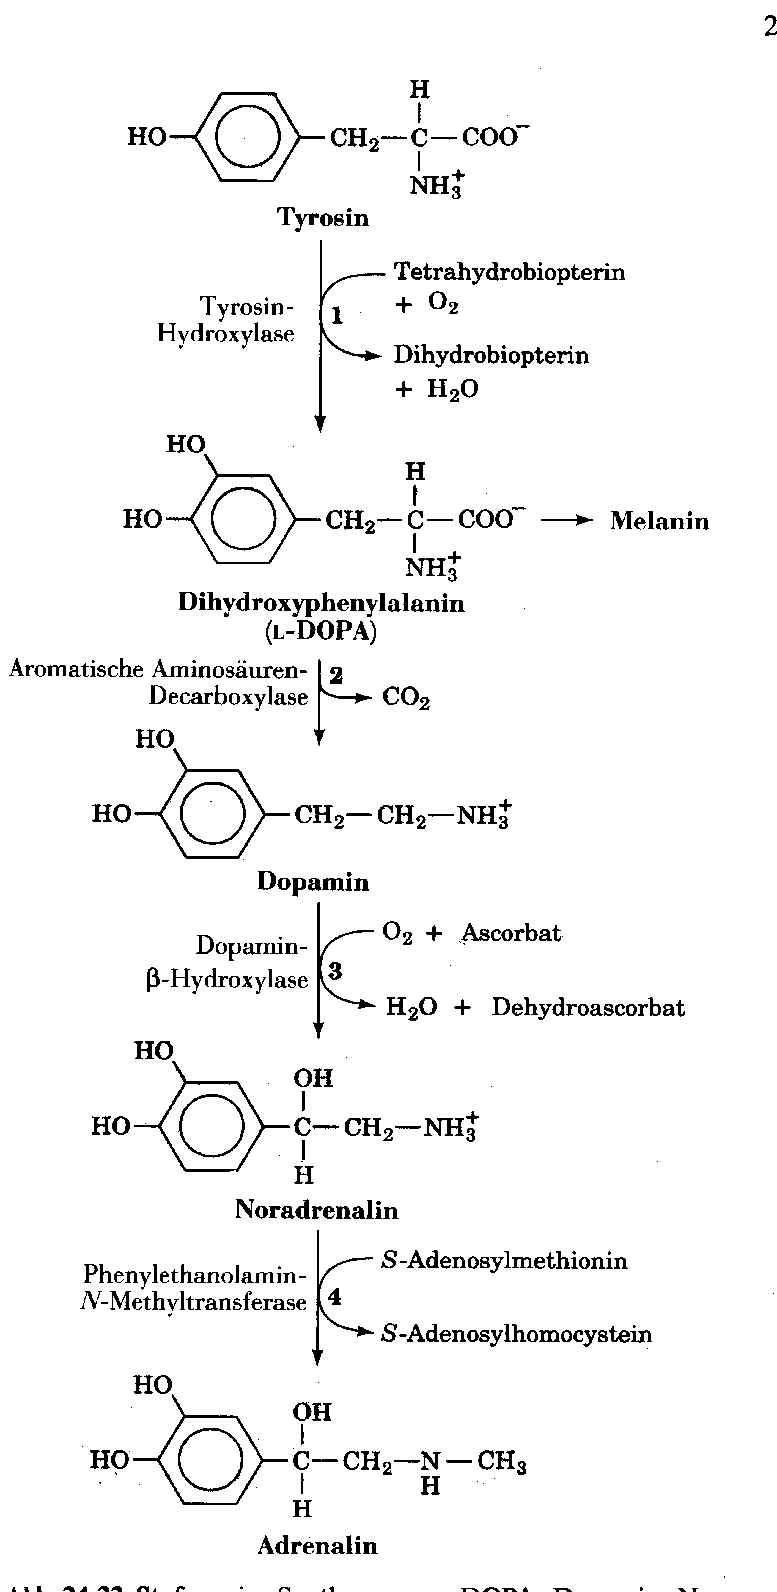 2
H
HO CH₂ C COO⁻
NH₃⁺
Tyrosin
Tetrahydrobiopterin
Tyrosin-
1
+ O₂
Hydroxylase
Dihydrobiopterin
+ H₂O
HO
H
HO CH₂ C COO⁻ Melanin
NH₃⁺
Dihydroxyphenylalanin
(L-DOPA)
Aromatische Aminosäuren-
2
Decarboxylase
CO₂
HO
HO CH₂ CH₂ NH₃⁺
Dopamin
O₂ + Ascorbat
Dopamin-
3
β-Hydroxylase
H₂O + Dehydroascorbat
HO
OH
HO C CH₂ NH₃⁺
H
Noradrenalin
S-Adenosylmethionin
Phenylethanolamin-
4
N-Methyltransferase
S-Adenosylhomocystein
HO
OH
HO C CH₂ N CH₃
H
H
Adrenalin